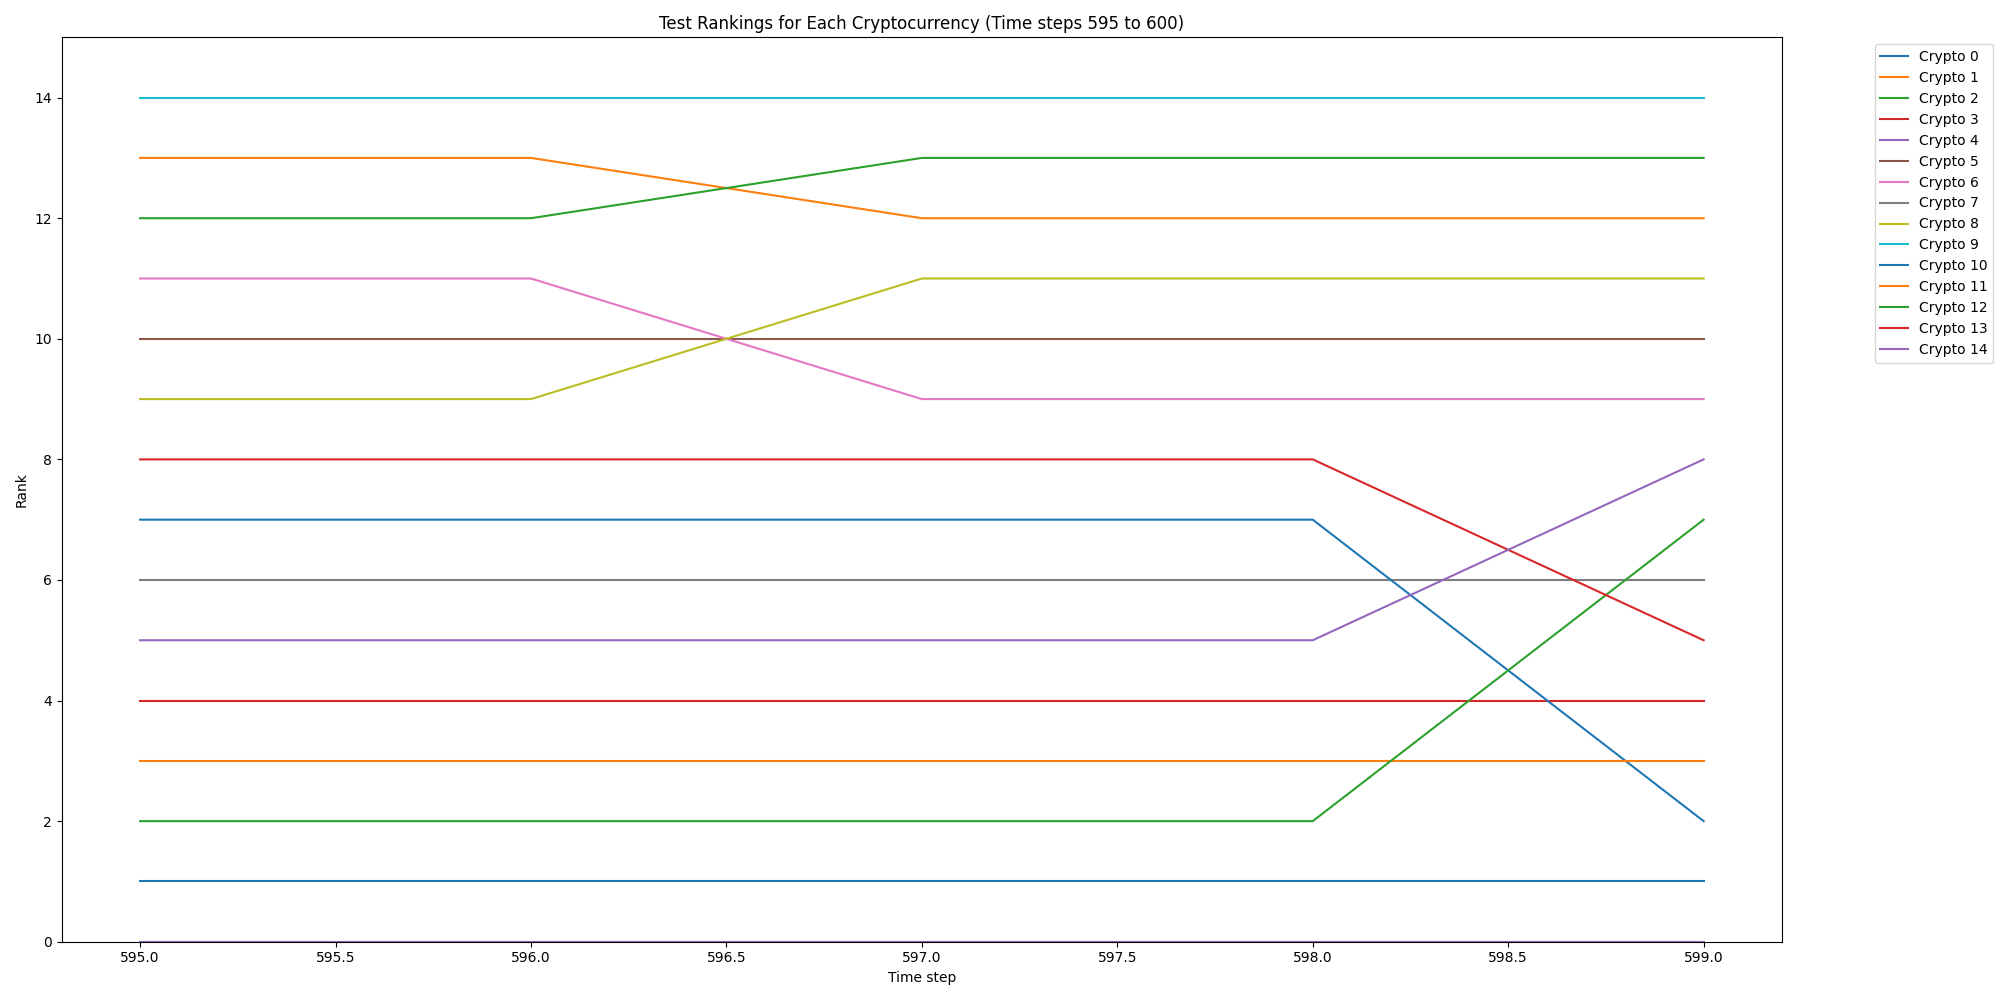 Test Rankings for Each Cryptocurrency (Time steps 595 to 600)
14
12
10
8
6
4
2
0
Rank
595.0 595.5 596.0 596.5 597.0 597.5 598.0 598.5 599.0
Time step
Crypto 0
Crypto 1
Crypto 2
Crypto 3
Crypto 4
Crypto 5
Crypto 6
Crypto 7
Crypto 8
Crypto 9
Crypto 10
Crypto 11
Crypto 12
Crypto 13
Crypto 14